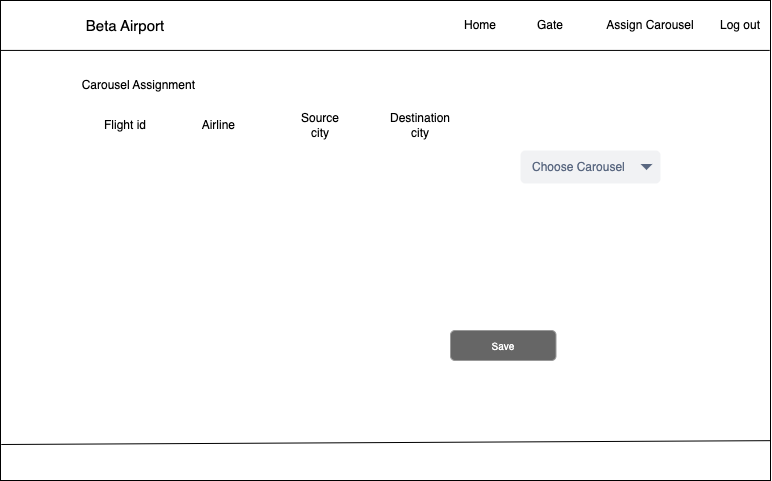 Beta Airport Home Gate Assign Carousel Log out
Carousel Assignment
Flight id Airline Source city Destination city
Choose Carousel
Save